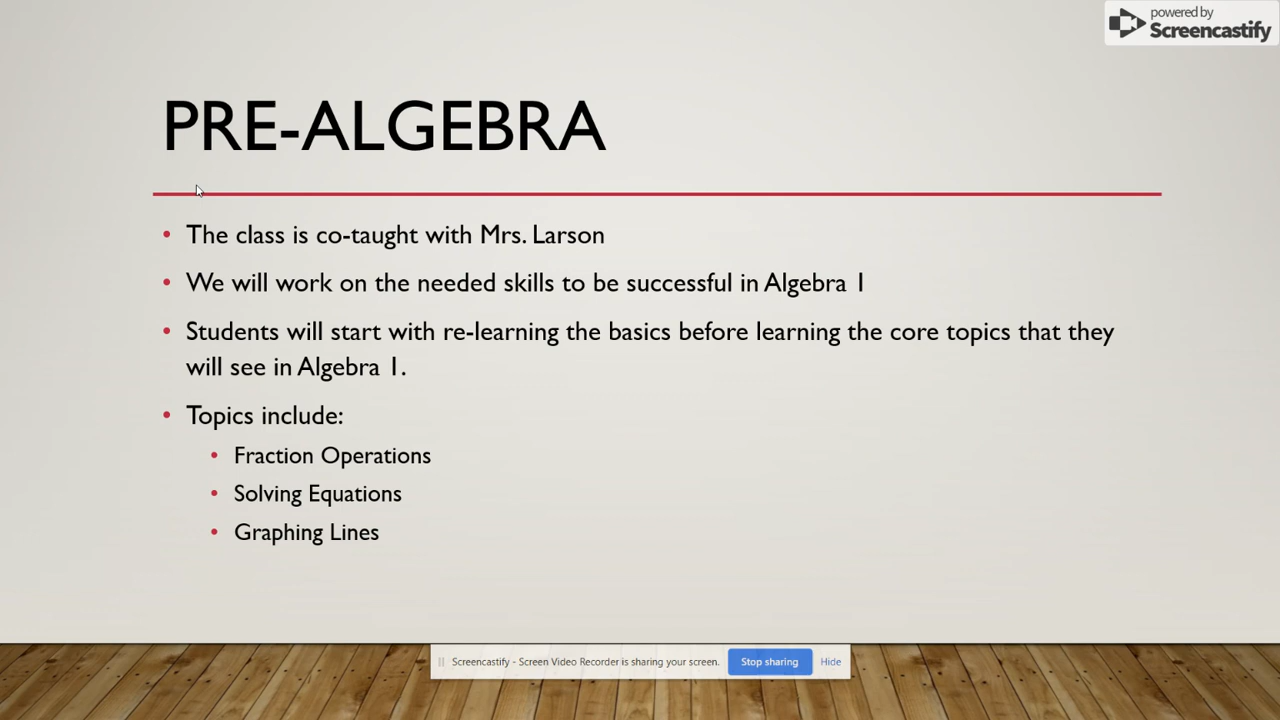 powered by
Screencastify
PRE-ALGEBRA
• The class is co-taught with Mrs. Larson
• We will work on the needed skills to be successful in Algebra 1
• Students will start with re-learning the basics before learning the core topics that they
will see in Algebra 1.
• Topics include:
• Fraction Operations
• Solving Equations
• Graphing Lines
Screencastify - Screen Video Recorder is sharing your screen. Stop sharing Hide